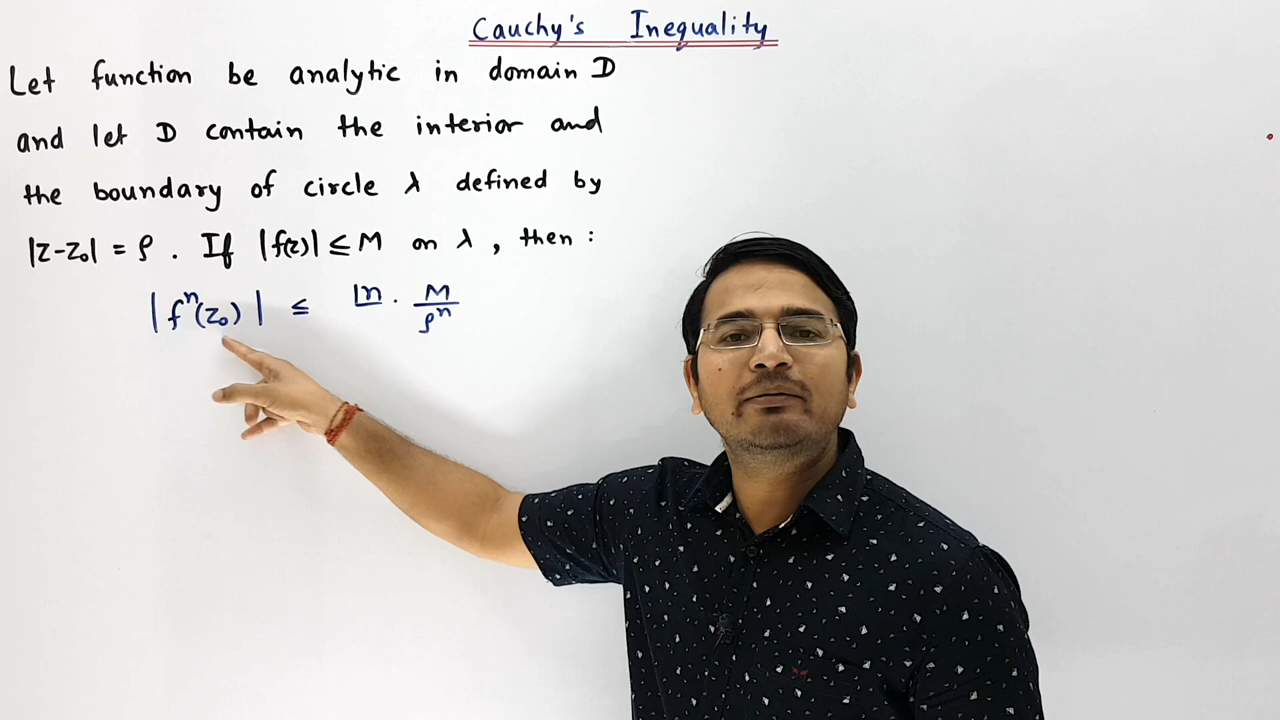 Cauchy's Inequality
Let function be analytic in domain D
and let D contain the interior and
the boundary of circle λ defined by
|z-z₀| = ρ . If |f(z)| ≤ M on λ , then :
|fⁿ(z₀)| ≤ |n̲ . M/ρⁿ